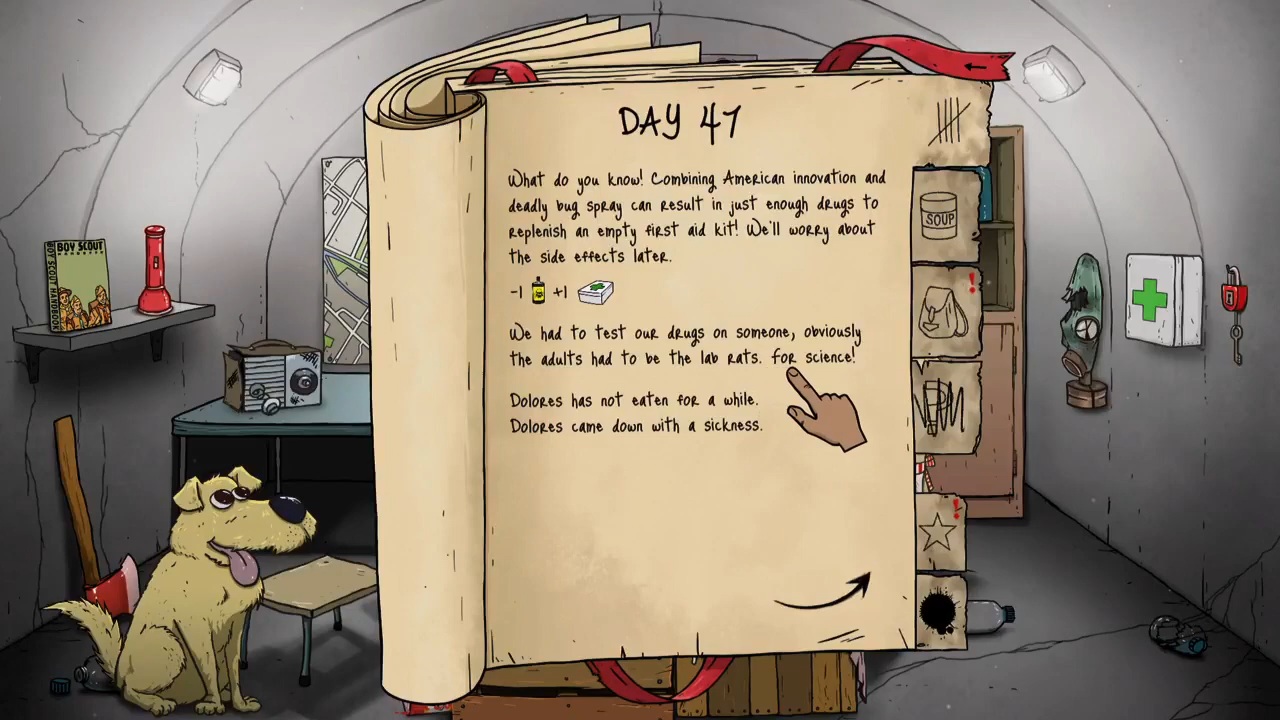 DAY 47
What do you know! Combining American innovation and
deadly bug spray can result in just enough drugs to
replenish an empty first aid kit! We'll worry about
the side effects later.
-1 +1
We had to test our drugs on someone, obviously
the adults had to be the lab rats. For science!
Dolores has not eaten for a while.
Dolores came down with a sickness.
SOUP
!
!
BOY SCOUT
BOY SCOUT HANDBOOK